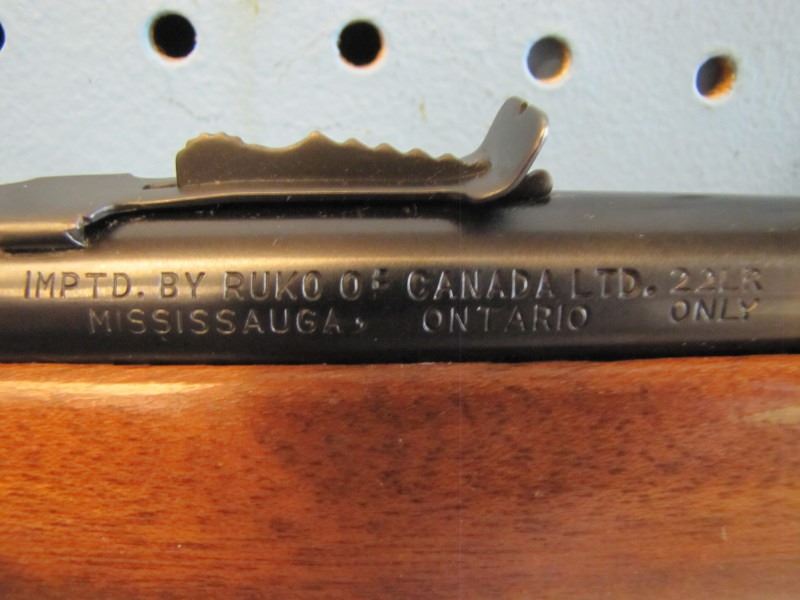 IMPTD. BY RUKO OF CANADA LTD. 22LR
MISSISSAUGA, ONTARIO ONLY